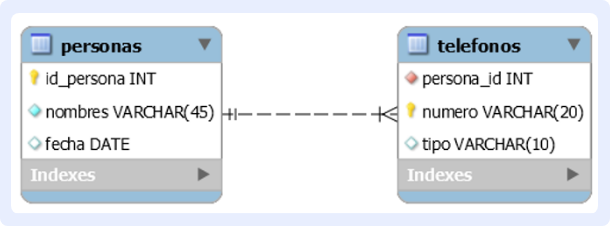 personas
id_persona INT
nombres VARCHAR(45)
fecha DATE
Indexes
telefonos
persona_id INT
numero VARCHAR(20)
tipo VARCHAR(10)
Indexes